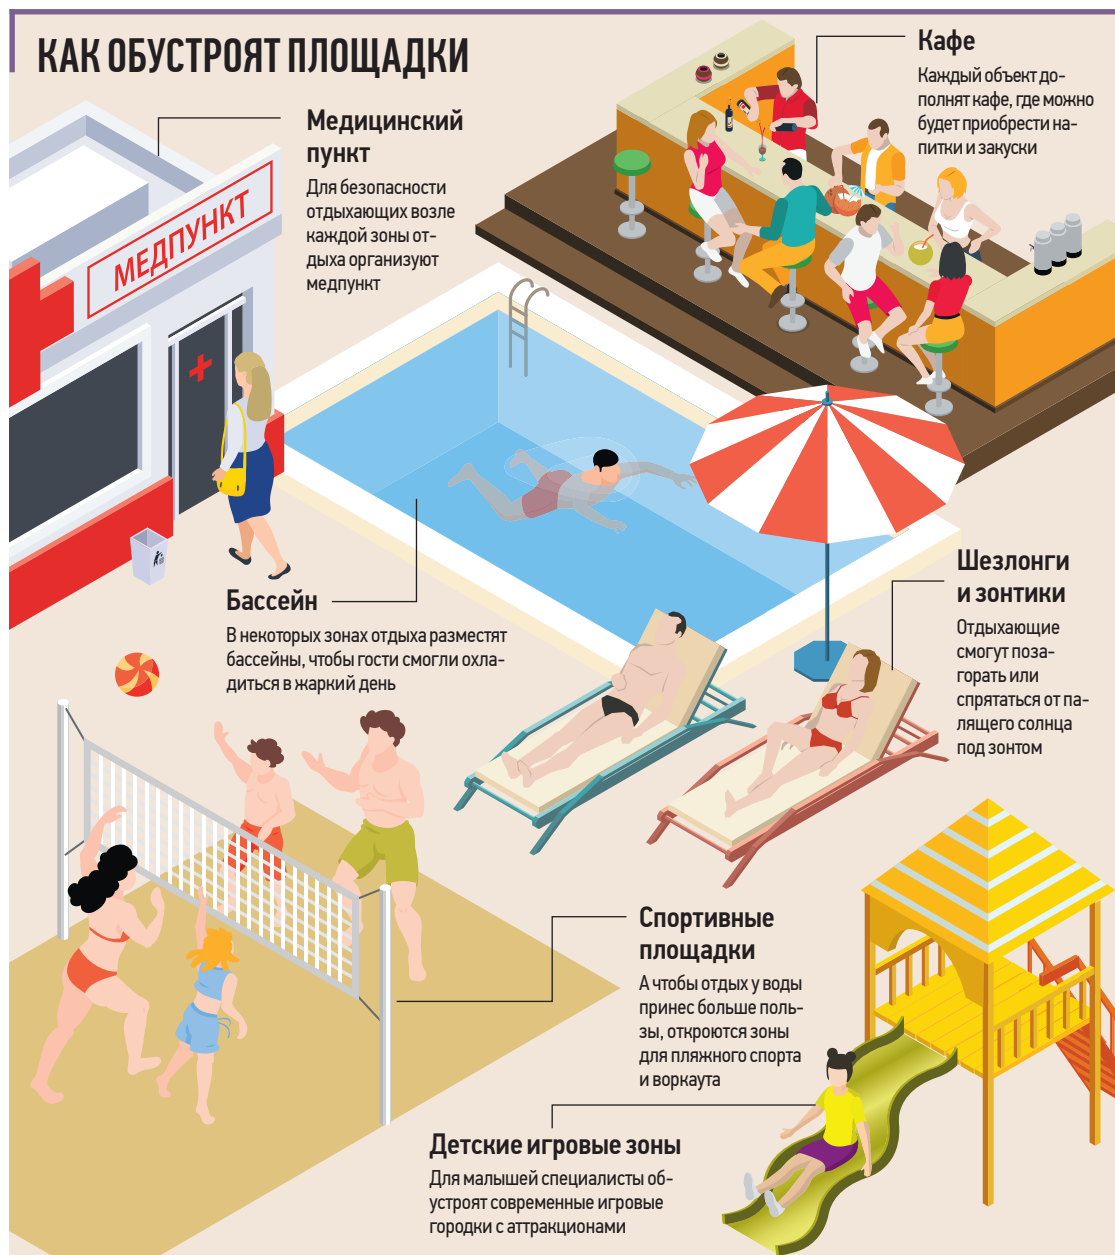 КАК ОБУСТРОЯТ ПЛОЩАДКИ
Кафе
Каждый объект до-
полнят кафе, где можно
будет приобрести на-
питки и закуски
Медицинский
пункт
Для безопасности
отдыхающих возле
каждой зоны от-
дыха организуют
медпункт
МЕДПУНКТ
Шезлонги
и зонтики
Отдыхающие
смогут поза-
горать или
спрятаться от па-
лящего солнца
под зонтом
Бассейн
В некоторых зонах отдыха разместят
бассейны, чтобы гости смогли охла-
диться в жаркий день
Спортивные
площадки
А чтобы отдых у воды
принес больше поль-
зы, откроются зоны
для пляжного спорта
и воркаута
Детские игровые зоны
Для малышей специалисты об-
устроят современные игровые
городки с аттракционами